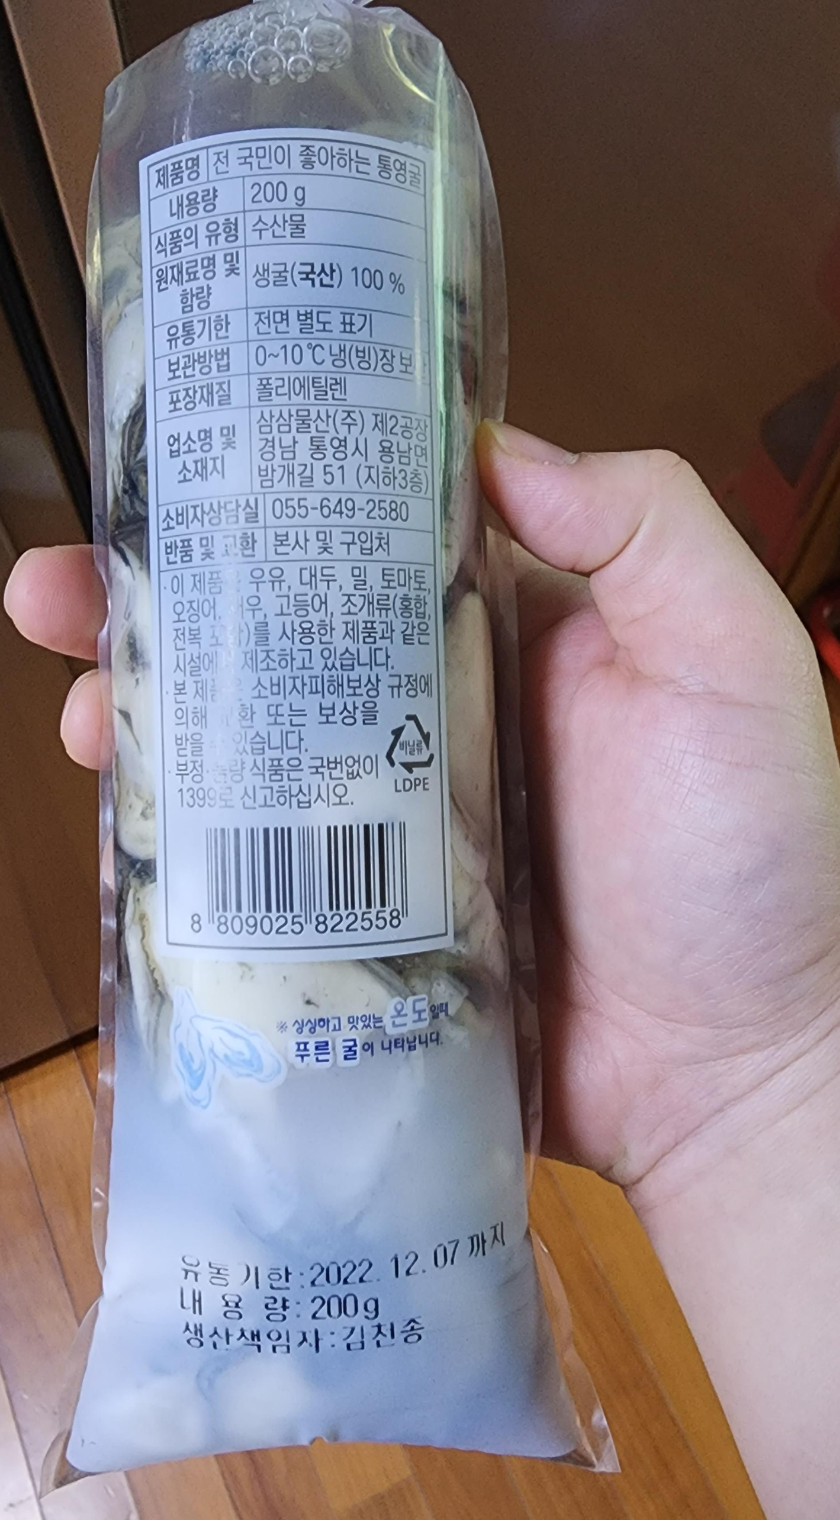 제품명 전 국민이 좋아하는 통영굴
내용량 200 g
식품의 유형 수산물
원재료명 및 함량 생굴(국산) 100 %
유통기한 전면 별도 표기
보관방법 0~10℃ 냉(빙)장 보
포장재질 폴리에틸렌
업소명 및 소재지 삼삼물산(주) 제2공장
경남 통영시 용남면
밤개길 51 (지하3층)
소비자상담실 055-649-2580
반품 및 교환 본사 및 구입처
·이 제품 우유, 대두, 밀, 토마토,
오징어, 새우, 고등어, 조개류(홍합,
전복 포함)를 사용한 제품과 같은
시설에 제조하고 있습니다.
·본 제품 소비자피해보상 규정에
의해 교환 또는 보상을
받을 있습니다.
·부정·불량 식품은 국번없이
1399로 신고하십시오.
비닐류
LDPE
8 809025 822558
※ 싱싱하고 맛있는 온도일때
푸른 굴이 나타납니다.
유통기한:2022.12.07 까지
내 용 량: 200g
생산책임자:김진종